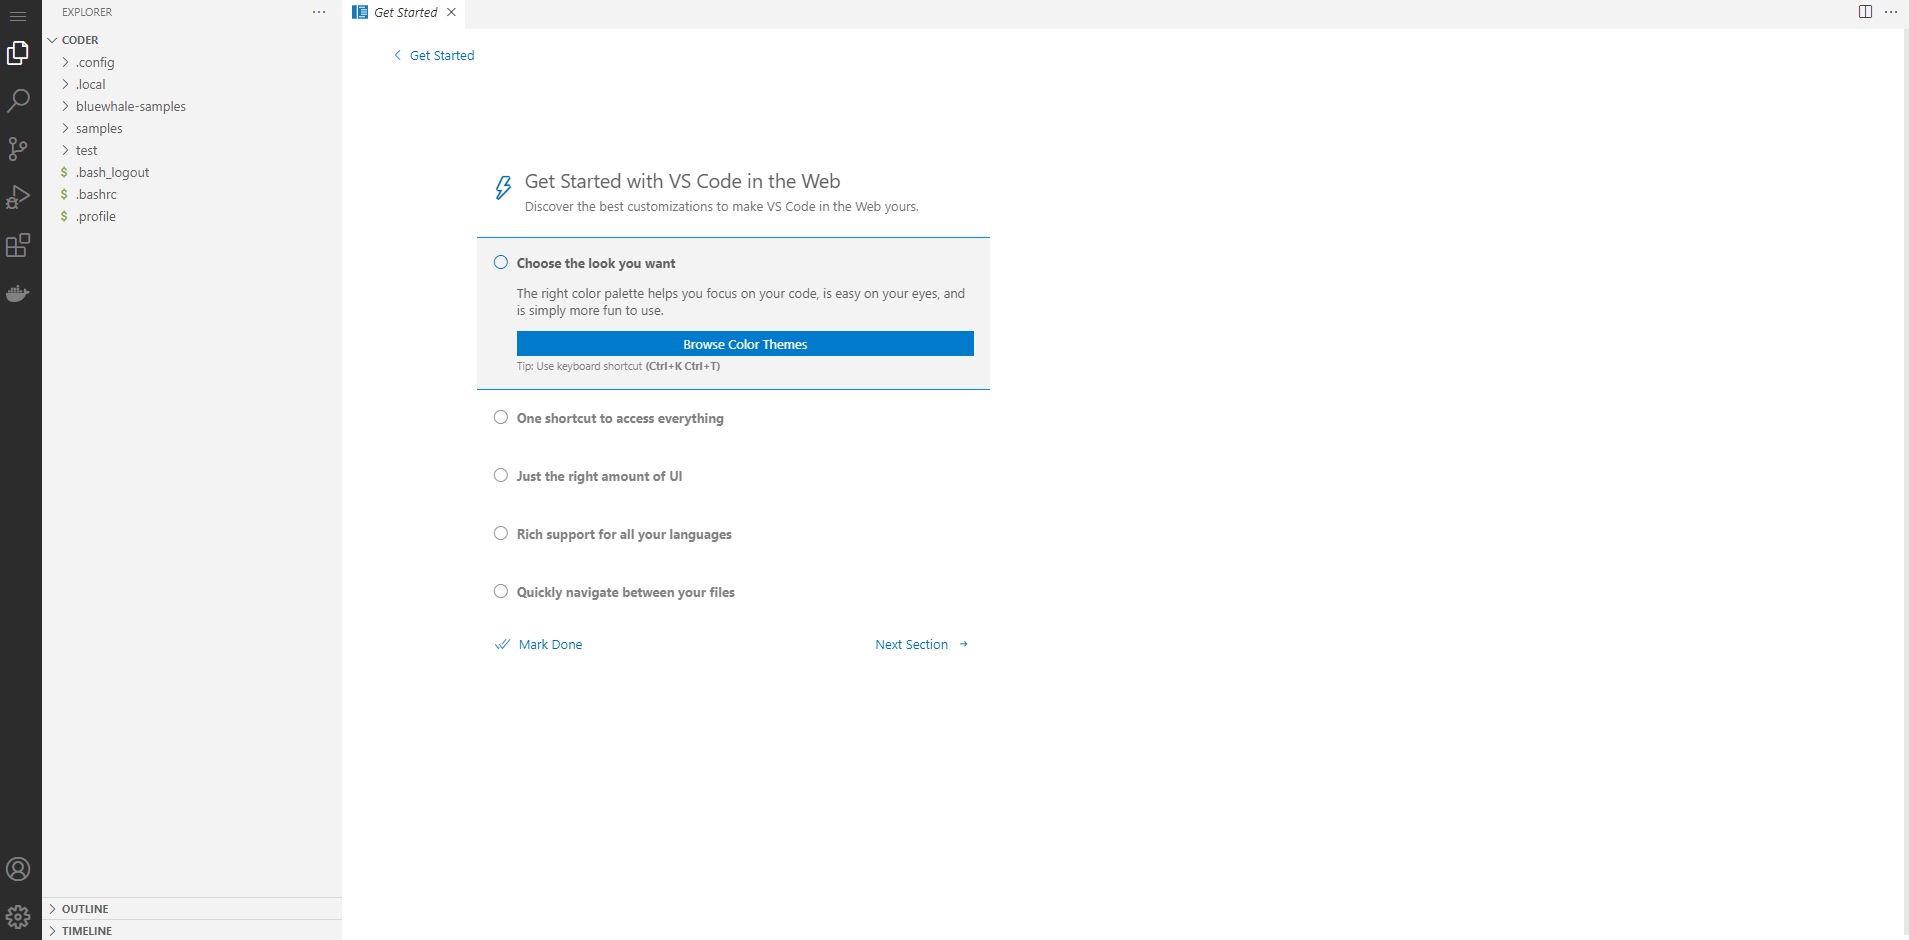 EXPLORER
Get Started
CODER
.config
.local
bluewhale-samples
samples
test
$ .bash_logout
$ .bashrc
$ .profile
OUTLINE
TIMELINE
Get Started
Get Started with VS Code in the Web
Discover the best customizations to make VS Code in the Web yours.
Choose the look you want
The right color palette helps you focus on your code, is easy on your eyes, and
is simply more fun to use.
Browse Color Themes
Tip: Use keyboard shortcut (Ctrl+K Ctrl+T)
One shortcut to access everything
Just the right amount of UI
Rich support for all your languages
Quickly navigate between your files
Mark Done
Next Section